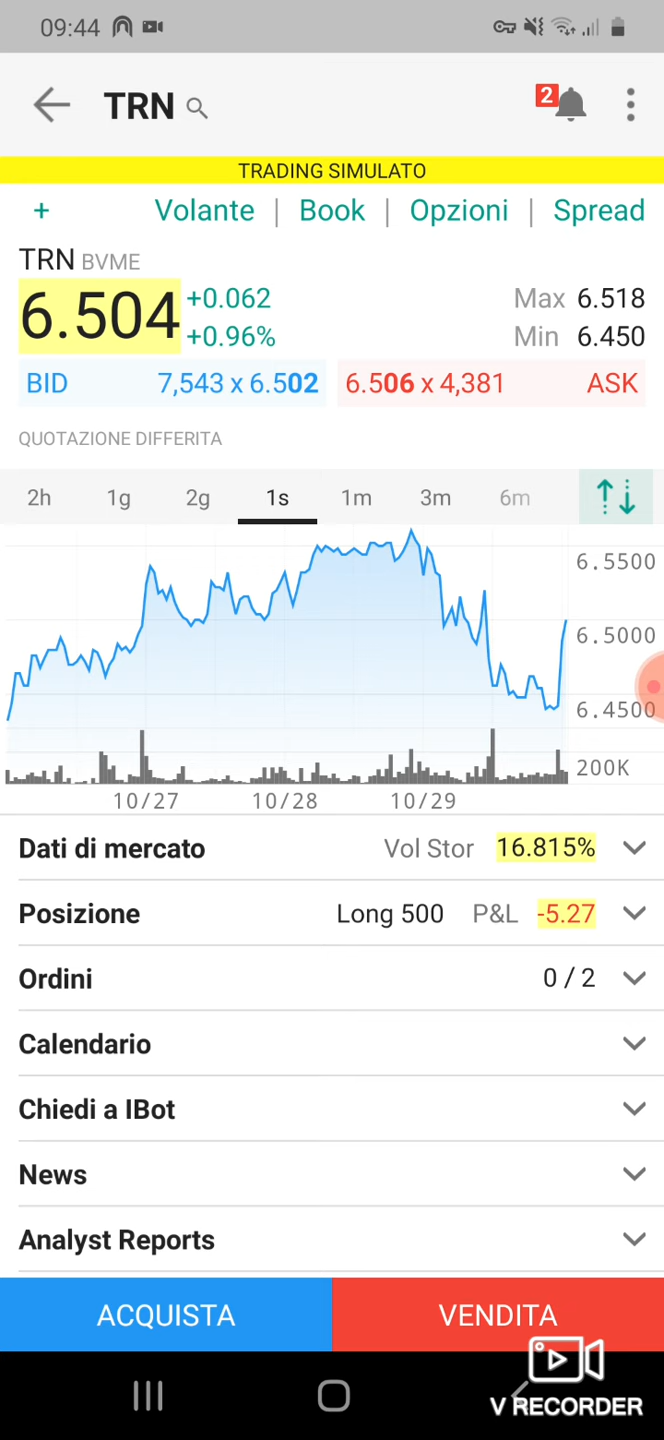 09:44
TRN
2
TRADING SIMULATO
+ Volante | Book | Opzioni | Spread
TRN BVME
6.504 +0.062 Max 6.518
+0.96% Min 6.450
BID 7,543 x 6.502 6.506 x 4,381 ASK
QUOTAZIONE DIFFERITA
2h 1g 2g 1s 1m 3m 6m
6.5500
6.5000
6.4500
200K
10/27 10/28 10/29
Dati di mercato Vol Stor 16.815%
Posizione Long 500 P&L -5.27
Ordini 0 / 2
Calendario
Chiedi a IBot
News
Analyst Reports
ACQUISTA VENDITA
V RECORDER